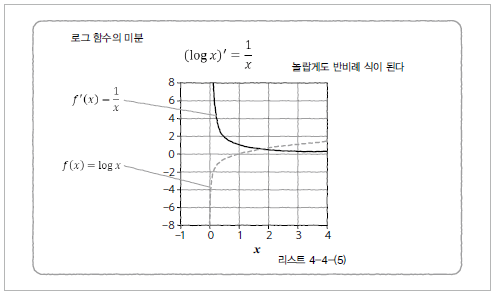 로그 함수의 미분
(log x)′ = 1/x
놀랍게도 반비례 식이 된다
f′(x) = 1/x
f(x) = log x
8
6
4
2
0
-2
-4
-6
-8
-1 0 1 2 3 4
x
리스트 4-4-(5)